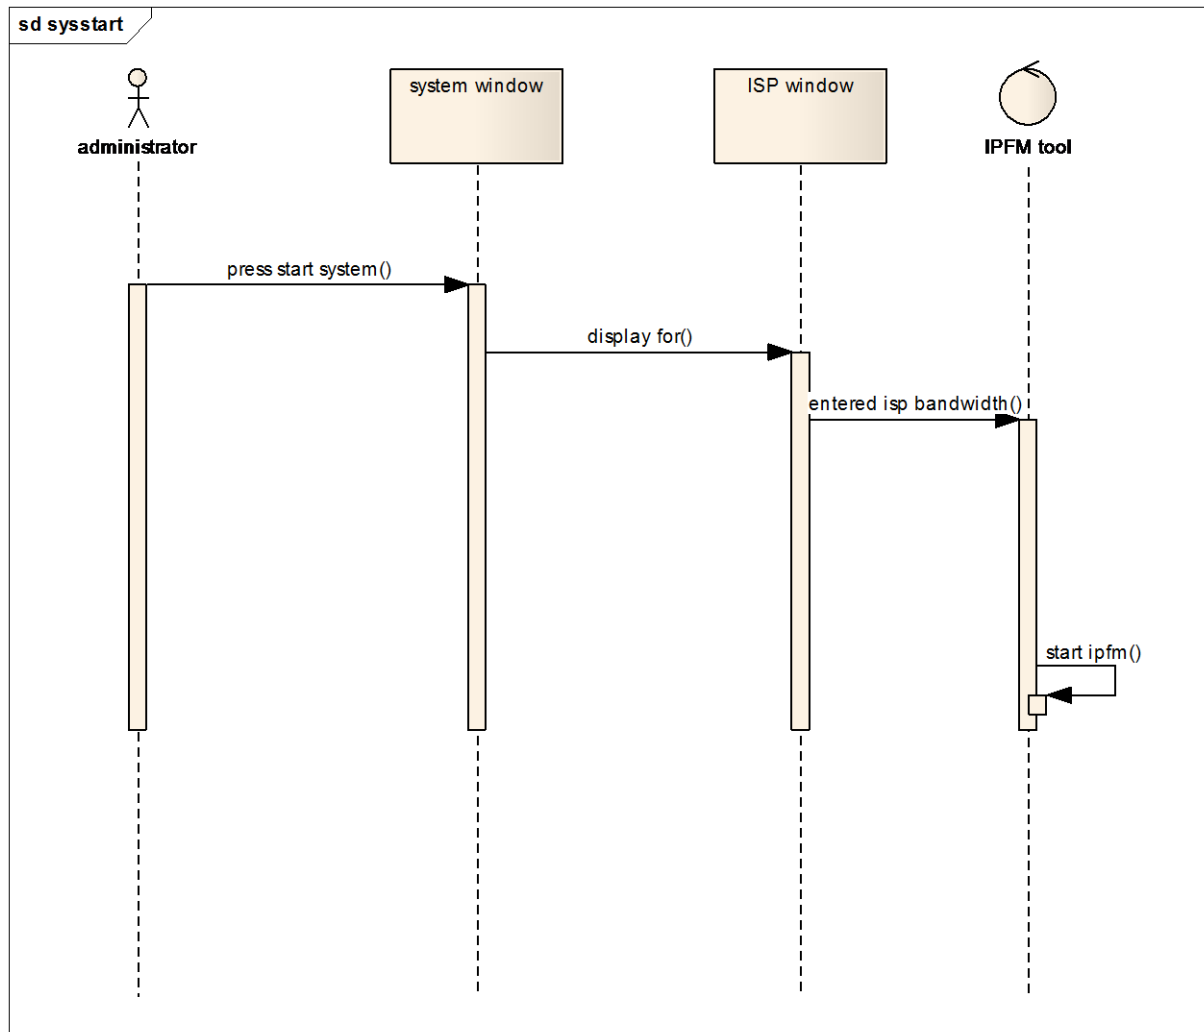 sd sysstart
administrator
system window
ISP window
IPFM tool
press start system()
display for()
entered isp bandwidth()
start ipfm()